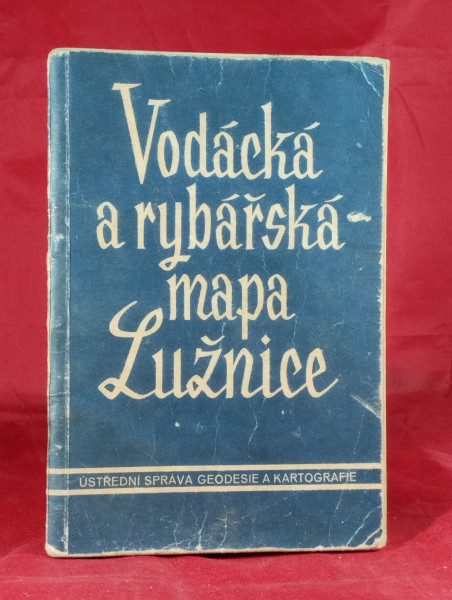 Vodácká
a rybářská
mapa
Lužnice
ÚSTŘEDNÍ SPRÁVA GEODESIE A KARTOGRAFIE